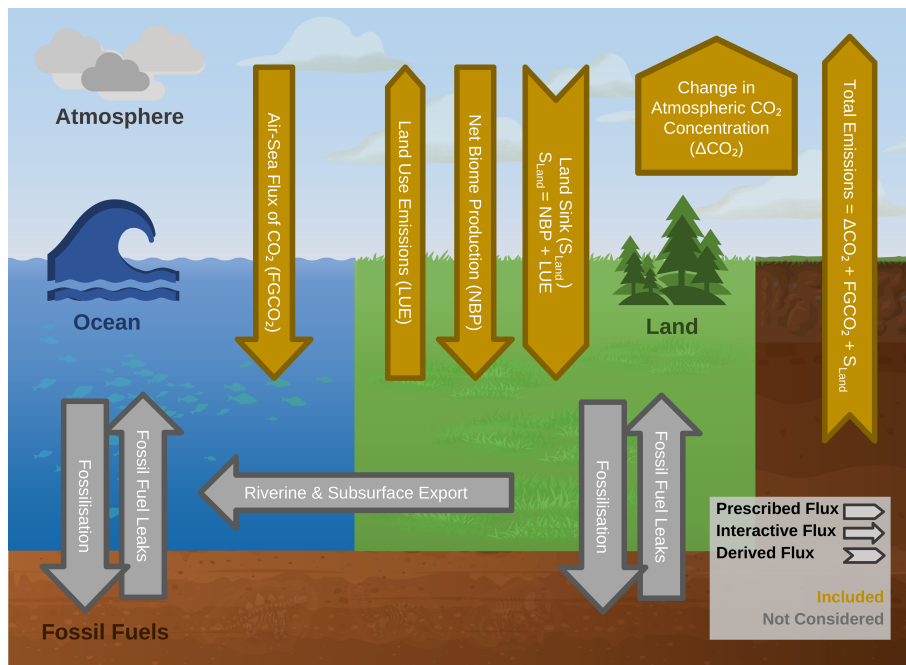 Atmosphere
Air-Sea Flux of CO₂ (FGCO₂)
Land Use Emissions (LUE)
Net Biome Production (NBP)
Land Sink (S_Land)
S_Land = NBP + LUE
Change in
Atmospheric CO₂
Concentration
(ΔCO₂)
Total Emissions = ΔCO₂ + FGCO₂ + S_Land
Ocean
Land
Fossilisation
Fossil Fuel Leaks
Riverine & Subsurface Export
Fossilisation
Fossil Fuel Leaks
Prescribed Flux
Interactive Flux
Derived Flux
Included
Not Considered
Fossil Fuels